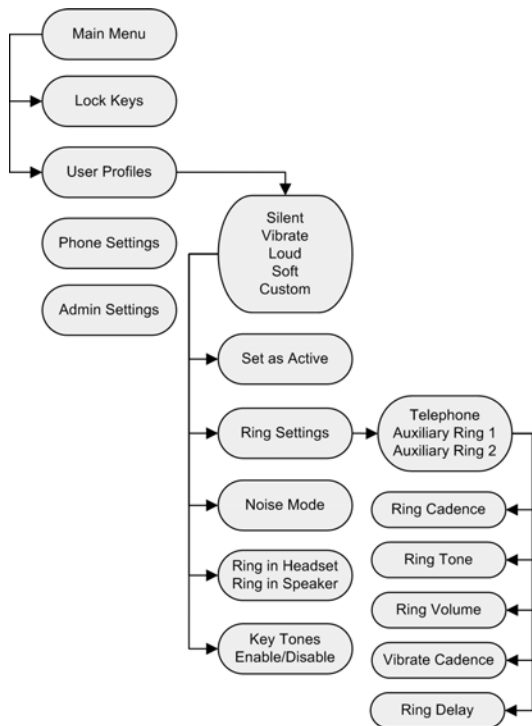 Main Menu
Lock Keys
User Profiles
Phone Settings
Admin Settings
Silent
Vibrate
Loud
Soft
Custom
Set as Active
Ring Settings
Noise Mode
Ring in Headset
Ring in Speaker
Key Tones
Enable/Disable
Telephone
Auxiliary Ring 1
Auxiliary Ring 2
Ring Cadence
Ring Tone
Ring Volume
Vibrate Cadence
Ring Delay